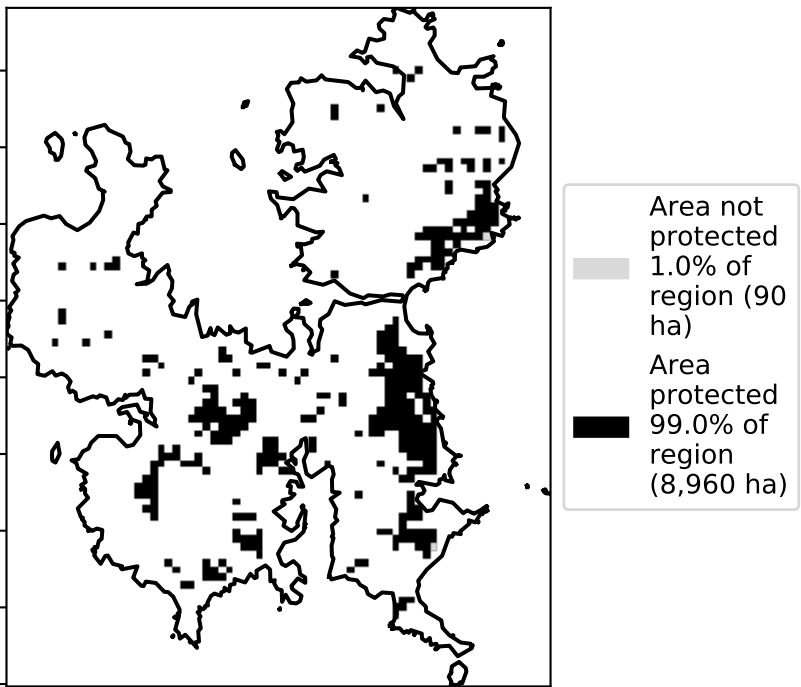 Area not
protected
1.0% of
region (90
ha)
Area
protected
99.0% of
region
(8,960 ha)